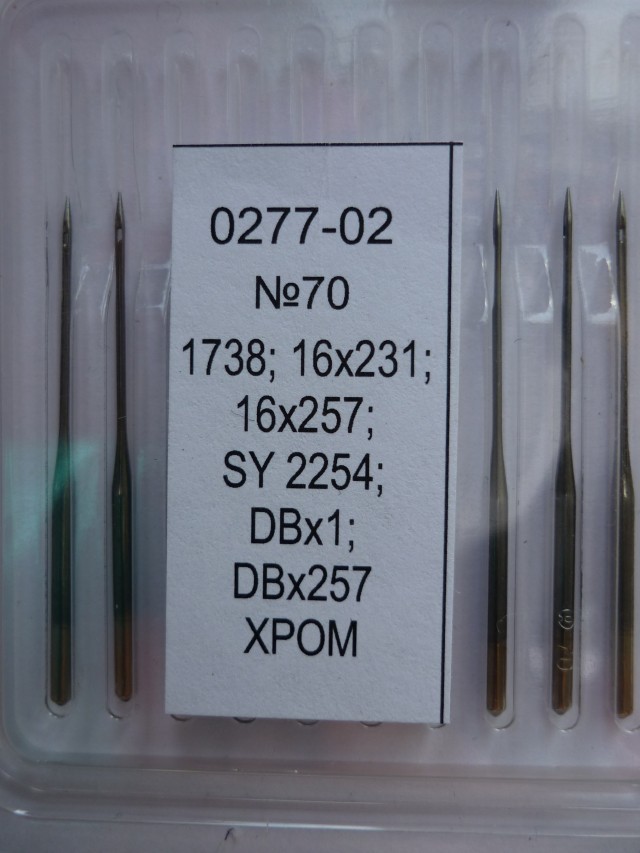 0277-02
№70
1738; 16x231;
16x257;
SY 2254;
DBx1;
DBx257
ХРОМ